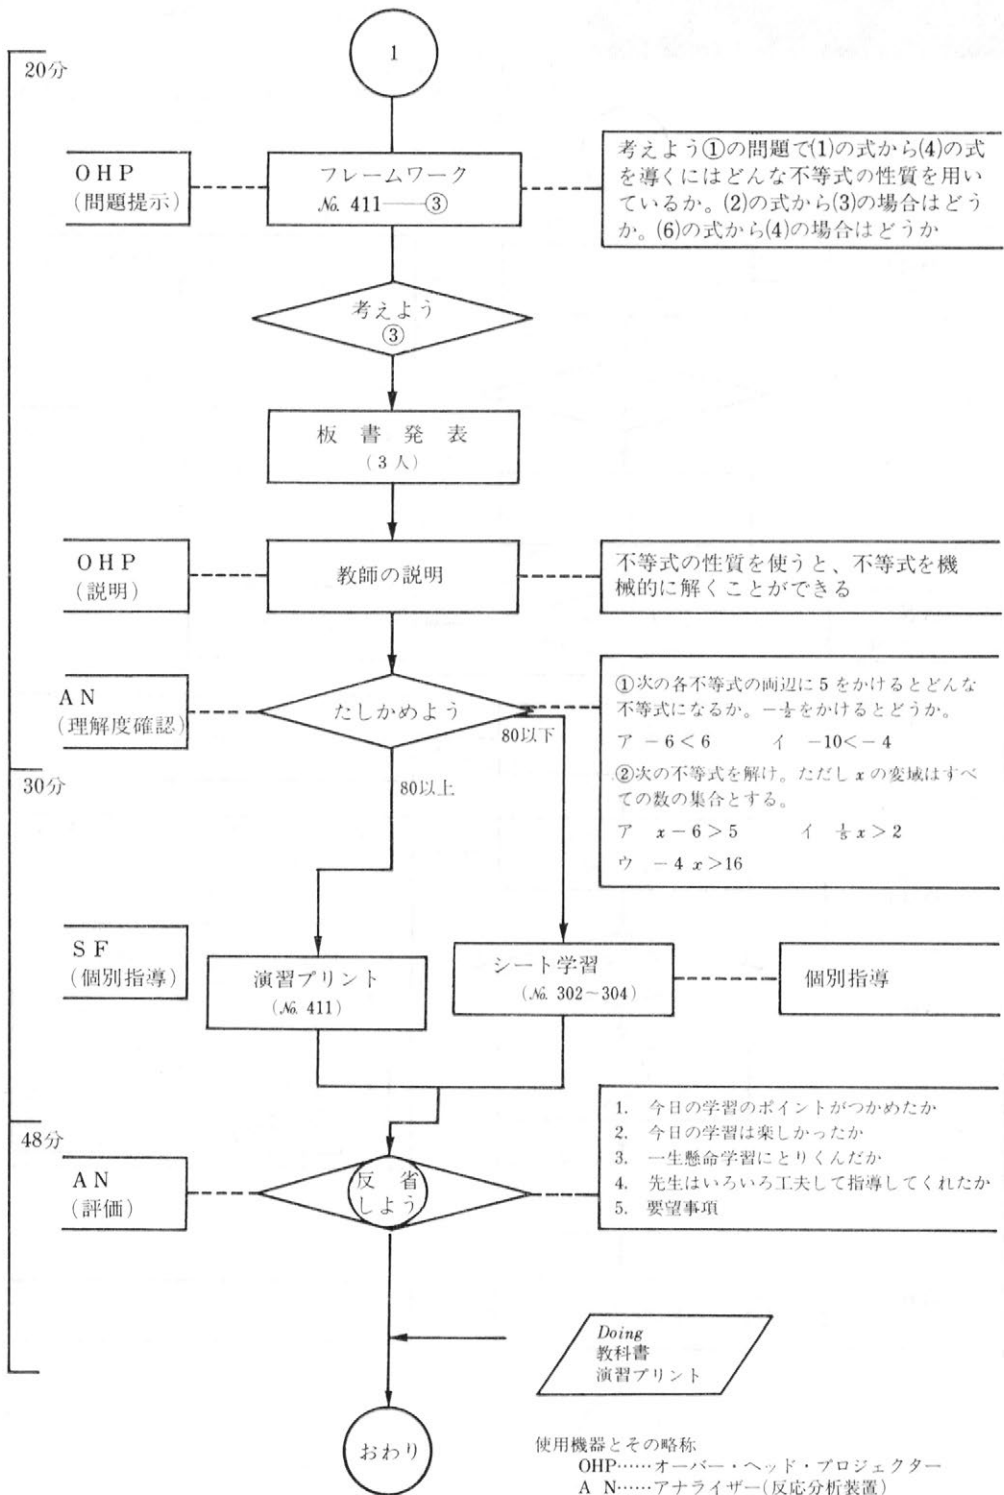 1
20分
OHP
(問題提示)
フレームワーク
№ 411――③
考えよう①の問題で(1)の式から(4)の式
を導くにはどんな不等式の性質を用い
ているか。(2)の式から(3)の場合はどう
か。(6)の式から(4)の場合はどうか
考えよう
③
板書発表
(3人)
OHP
(説明)
教師の説明
不等式の性質を使うと、不等式を機
械的に解くことができる
AN
(理解度確認)
たしかめよう
80以下
80以上
①次の各不等式の両辺に5をかけるとどんな
不等式になるか。−½をかけるとどうか。
ア −6<6 イ −10<−4
②次の不等式を解け。ただしxの変域はすべ
ての数の集合とする。
ア x−6>5 イ ⅕x>2
ウ −4x>16
30分
SF
(個別指導)
演習プリント
(№ 411)
シート学習
(№ 302~304)
個別指導
48分
AN
(評価)
反省
しよう
1. 今日の学習のポイントがつかめたか
2. 今日の学習は楽しかったか
3. 一生懸命学習にとりくんだか
4. 先生はいろいろ工夫して指導してくれたか
5. 要望事項
Doing
教科書
演習プリント
おわり
使用機器とその略称
OHP……オーバー・ヘッド・プロジェクター
A N……アナライザー(反応分析装置)